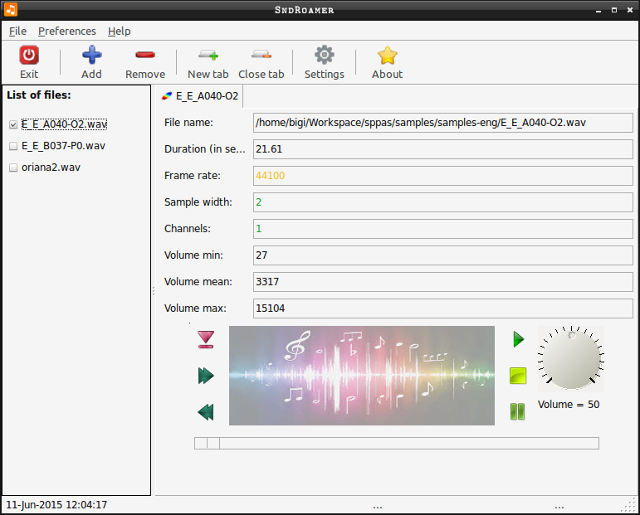 SndRoamer
File Preferences Help
Exit Add Remove New tab Close tab Settings About
List of files:
E_E_A040-O2.wav
E_E_B037-P0.wav
oriana2.wav
E_E_A040-O2
File name: /home/bigi/Workspace/sppas/samples/samples-eng/E_E_A040-O2.wav
Duration (in se... 21.61
Frame rate: 44100
Sample width: 2
Channels: 1
Volume min: 27
Volume mean: 3317
Volume max: 15104
Volume = 50
11-Jun-2015 12:04:17 ... ...